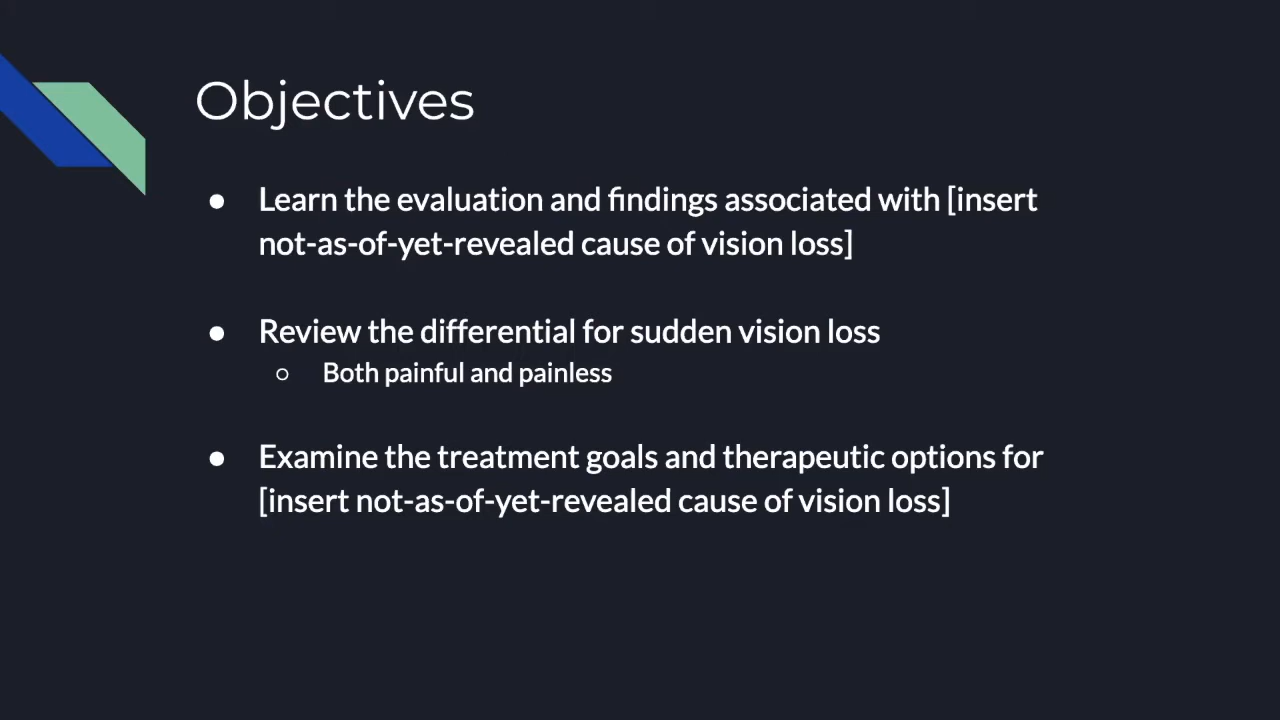 Objectives
● Learn the evaluation and findings associated with [insert
not-as-of-yet-revealed cause of vision loss]
● Review the differential for sudden vision loss
○ Both painful and painless
● Examine the treatment goals and therapeutic options for
[insert not-as-of-yet-revealed cause of vision loss]